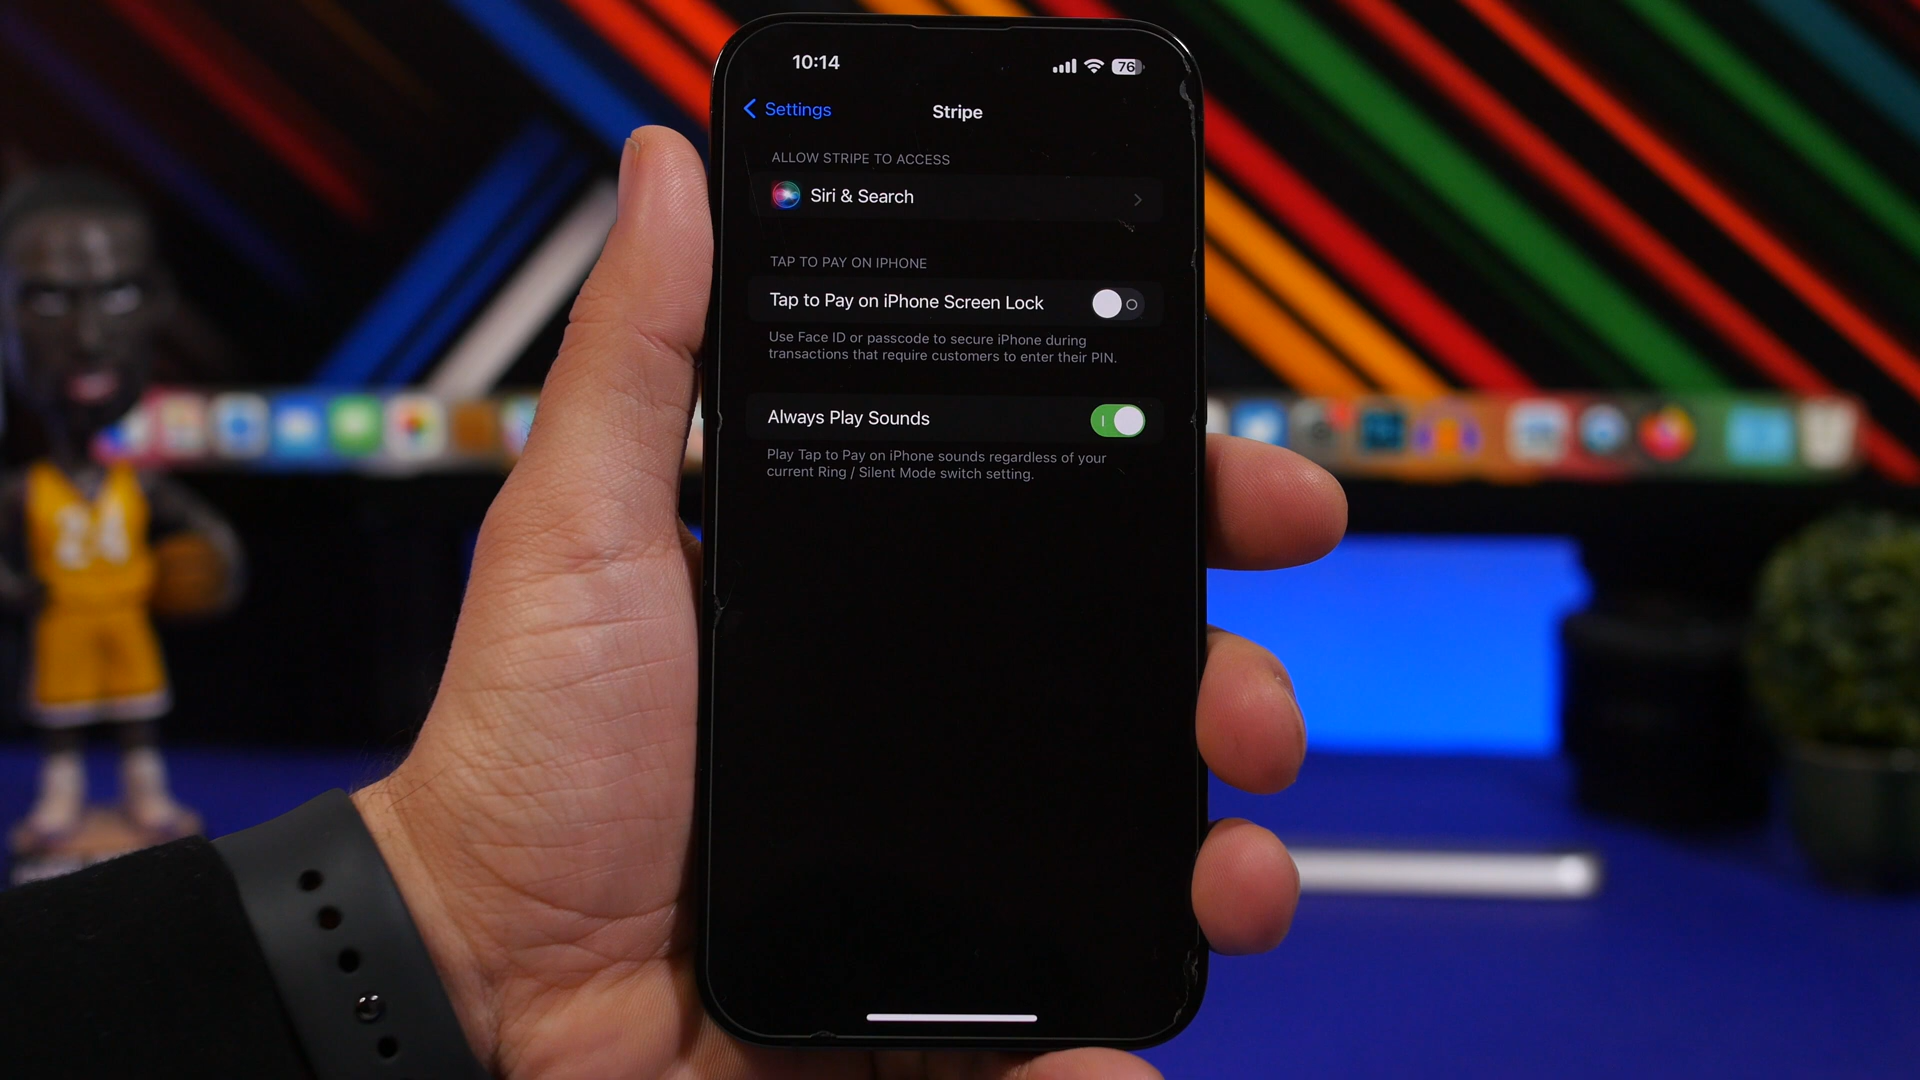 10:14
76
Settings
Stripe
ALLOW STRIPE TO ACCESS
Siri & Search
TAP TO PAY ON IPHONE
Tap to Pay on iPhone Screen Lock
Use Face ID or passcode to secure iPhone during
transactions that require customers to enter their PIN.
Always Play Sounds
Play Tap to Pay on iPhone sounds regardless of your
current Ring / Silent Mode switch setting.
24